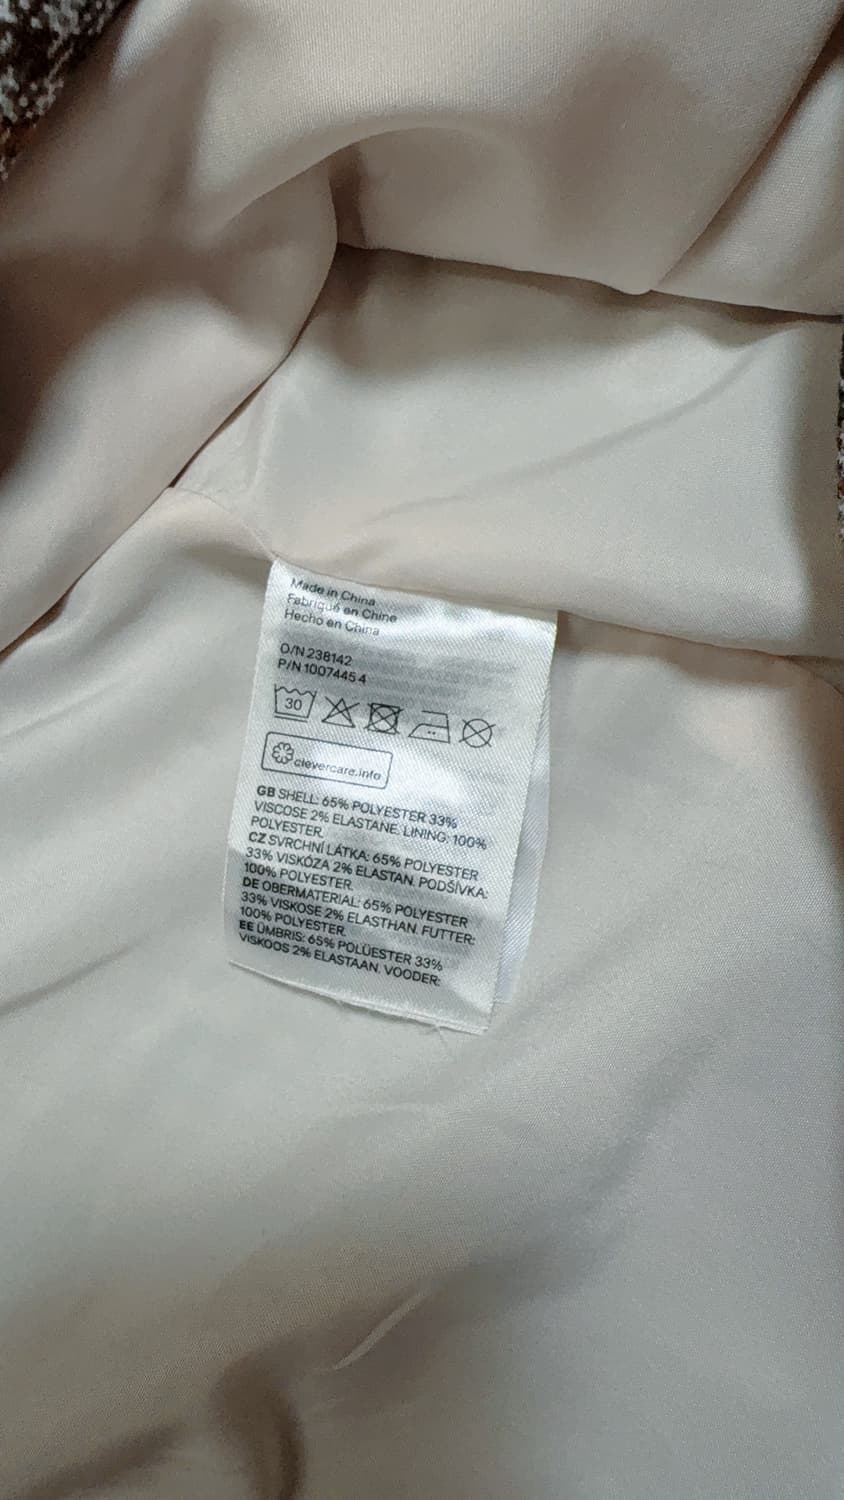 Made in China
Fabriqué en Chine
Hecho en China
O/N 238142
P/N 1007445 4
30
clevercare.info
GB SHELL: 65% POLYESTER 33%
VISCOSE 2% ELASTANE. LINING: 100%
POLYESTER.
CZ SVRCHNÍ LÁTKA: 65% POLYESTER
33% VISKÓZA 2% ELASTAN. PODŠÍVKA:
100% POLYESTER.
DE OBERMATERIAL: 65% POLYESTER
33% VISKOSE 2% ELASTHAN. FUTTER:
100% POLYESTER.
EE ÜMBRIS: 65% POLÜESTER 33%
VISKOOS 2% ELASTAAN. VOODER: